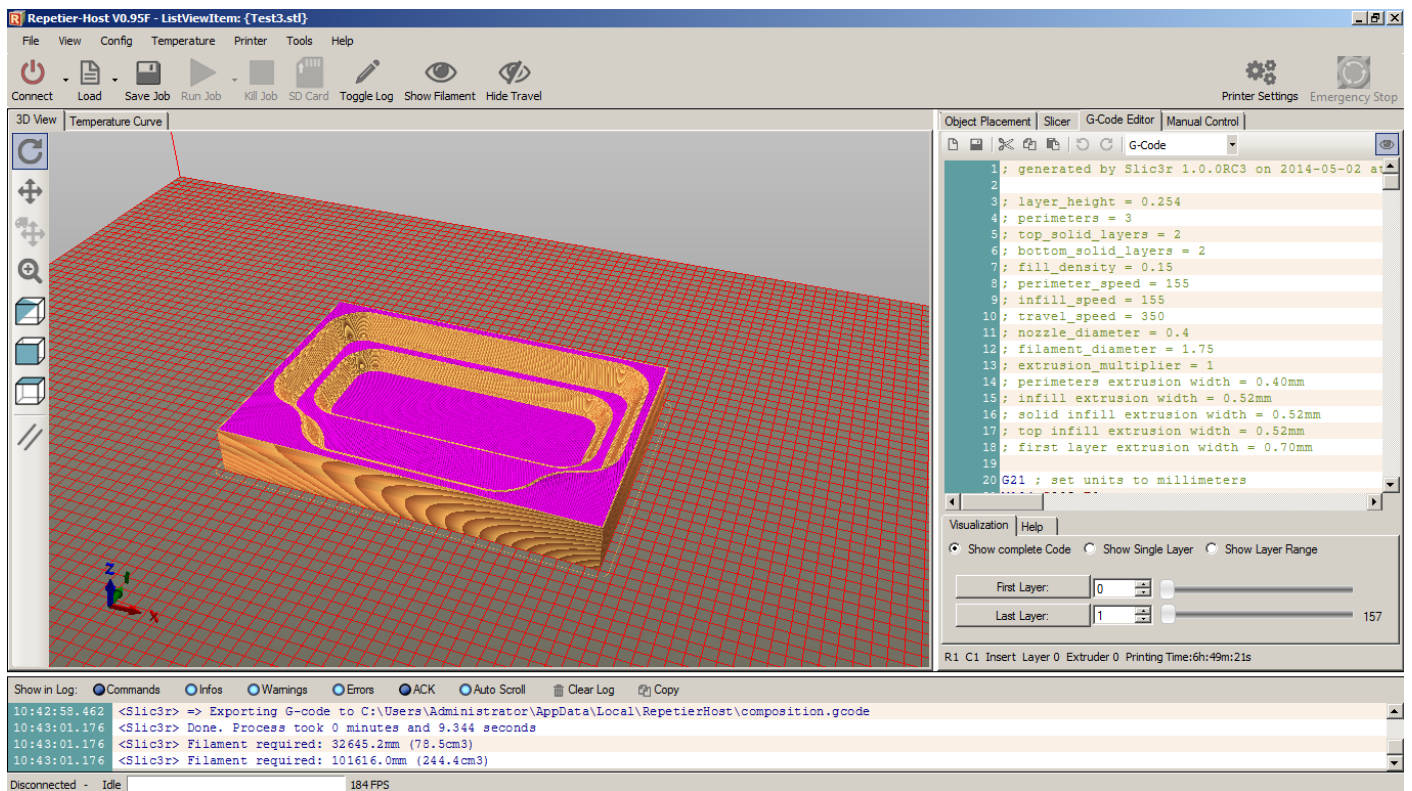 Repetier-Host V0.95F - ListViewItem: {Test3.stl}
File View Config Temperature Printer Tools Help
Connect Load Save Job Run Job Kill Job SD Card Toggle Log Show Filament Hide Travel Printer Settings Emergency Stop
3D View Temperature Curve
Object Placement Slicer G-Code Editor Manual Control
G-Code
1 ; generated by Slic3r 1.0.0RC3 on 2014-05-02 at
2
3 ; layer_height = 0.254
4 ; perimeters = 3
5 ; top_solid_layers = 2
6 ; bottom_solid_layers = 2
7 ; fill_density = 0.15
8 ; perimeter_speed = 155
9 ; infill_speed = 155
10 ; travel_speed = 350
11 ; nozzle_diameter = 0.4
12 ; filament_diameter = 1.75
13 ; extrusion_multiplier = 1
14 ; perimeters extrusion width = 0.40mm
15 ; infill extrusion width = 0.52mm
16 ; solid infill extrusion width = 0.52mm
17 ; top infill extrusion width = 0.52mm
18 ; first layer extrusion width = 0.70mm
19
20 G21 ; set units to millimeters
Visualization Help
Show complete Code Show Single Layer Show Layer Range
First Layer: 0
Last Layer: 1 157
R1 C1 Insert Layer 0 Extruder 0 Printing Time:6h:49m:21s
Z
X
Show in Log: Commands Infos Warnings Errors ACK Auto Scroll Clear Log Copy
10:42:58.462 <Slic3r> => Exporting G-code to C:\Users\Administrator\AppData\Local\RepetierHost\composition.gcode
10:43:01.176 <Slic3r> Done. Process took 0 minutes and 9.344 seconds
10:43:01.176 <Slic3r> Filament required: 32645.2mm (78.5cm3)
10:43:01.176 <Slic3r> Filament required: 101616.0mm (244.4cm3)
Disconnected - Idle 184 FPS